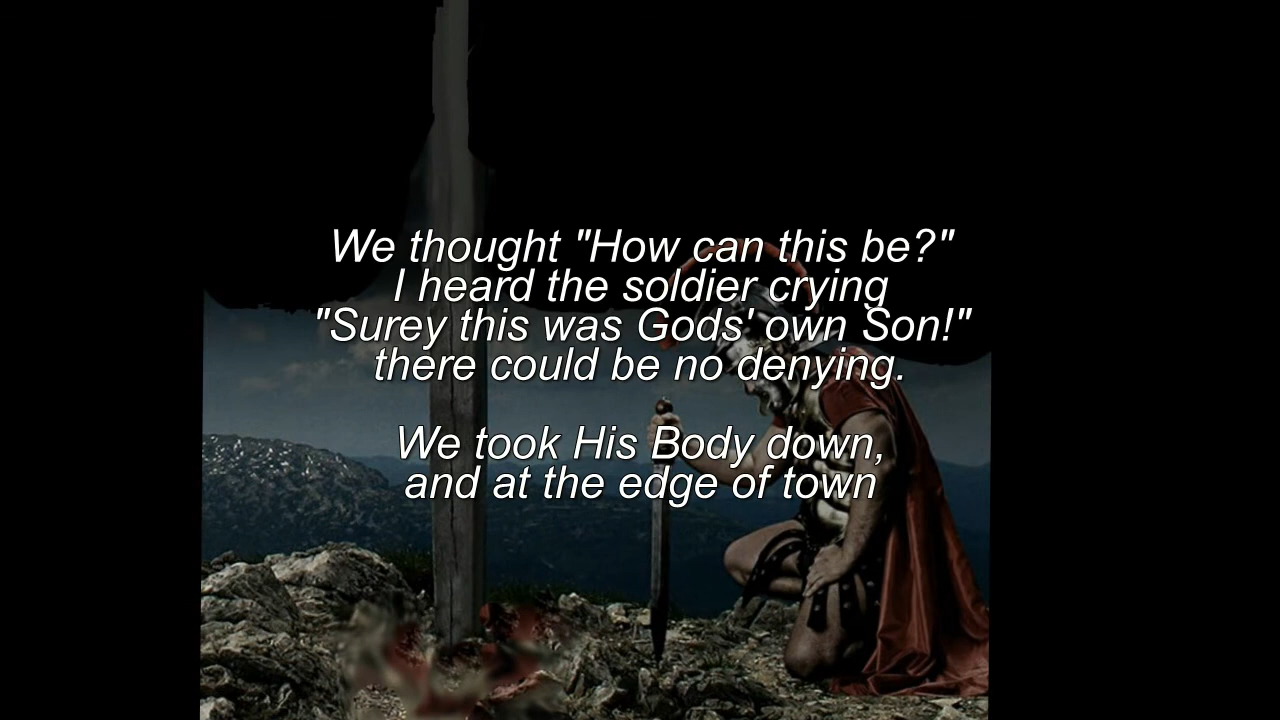 We thought "How can this be?"
I heard the soldier crying
"Surey this was Gods' own Son!"
there could be no denying.
We took His Body down,
and at the edge of town